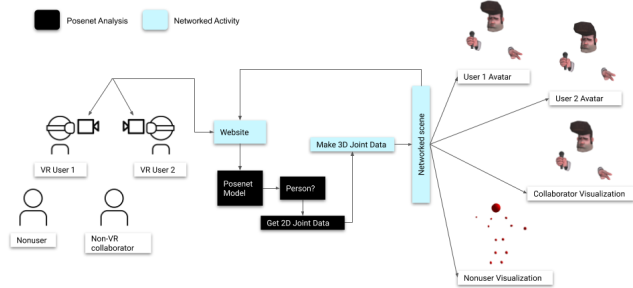 Posenet Analysis
Networked Activity
User 1 Avatar
User 2 Avatar
Website
Make 3D Joint Data
Networked scene
VR User 1
VR User 2
Posenet
Model
Person?
Collaborator Visualization
Get 2D Joint Data
Nonuser
Non-VR
collaborator
Nonuser Visualization